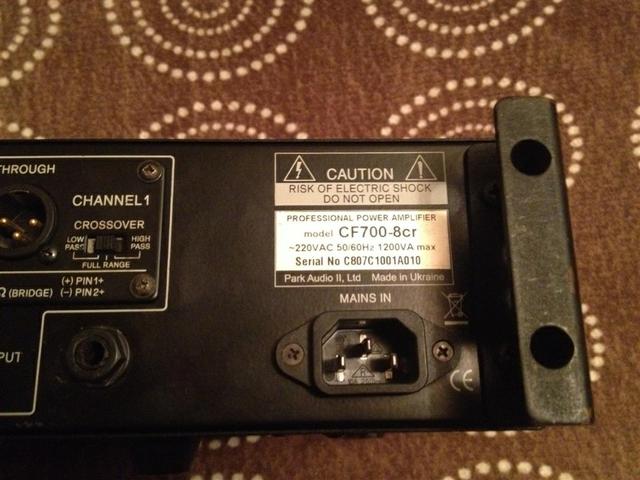 THROUGH
CHANNEL 1
CROSSOVER
LOW PASS
HIGH PASS
FULL RANGE
(+) PIN1+
Ω (BRIDGE) (−) PIN2+
PUT
CAUTION
RISK OF ELECTRIC SHOCK
DO NOT OPEN
PROFESSIONAL POWER AMPLIFIER
model CF700-8cr
~220VAC 50/60Hz 1200VA max
Serial No C807C1001A010
Park Audio II, Ltd Made in Ukraine
MAINS IN
CE